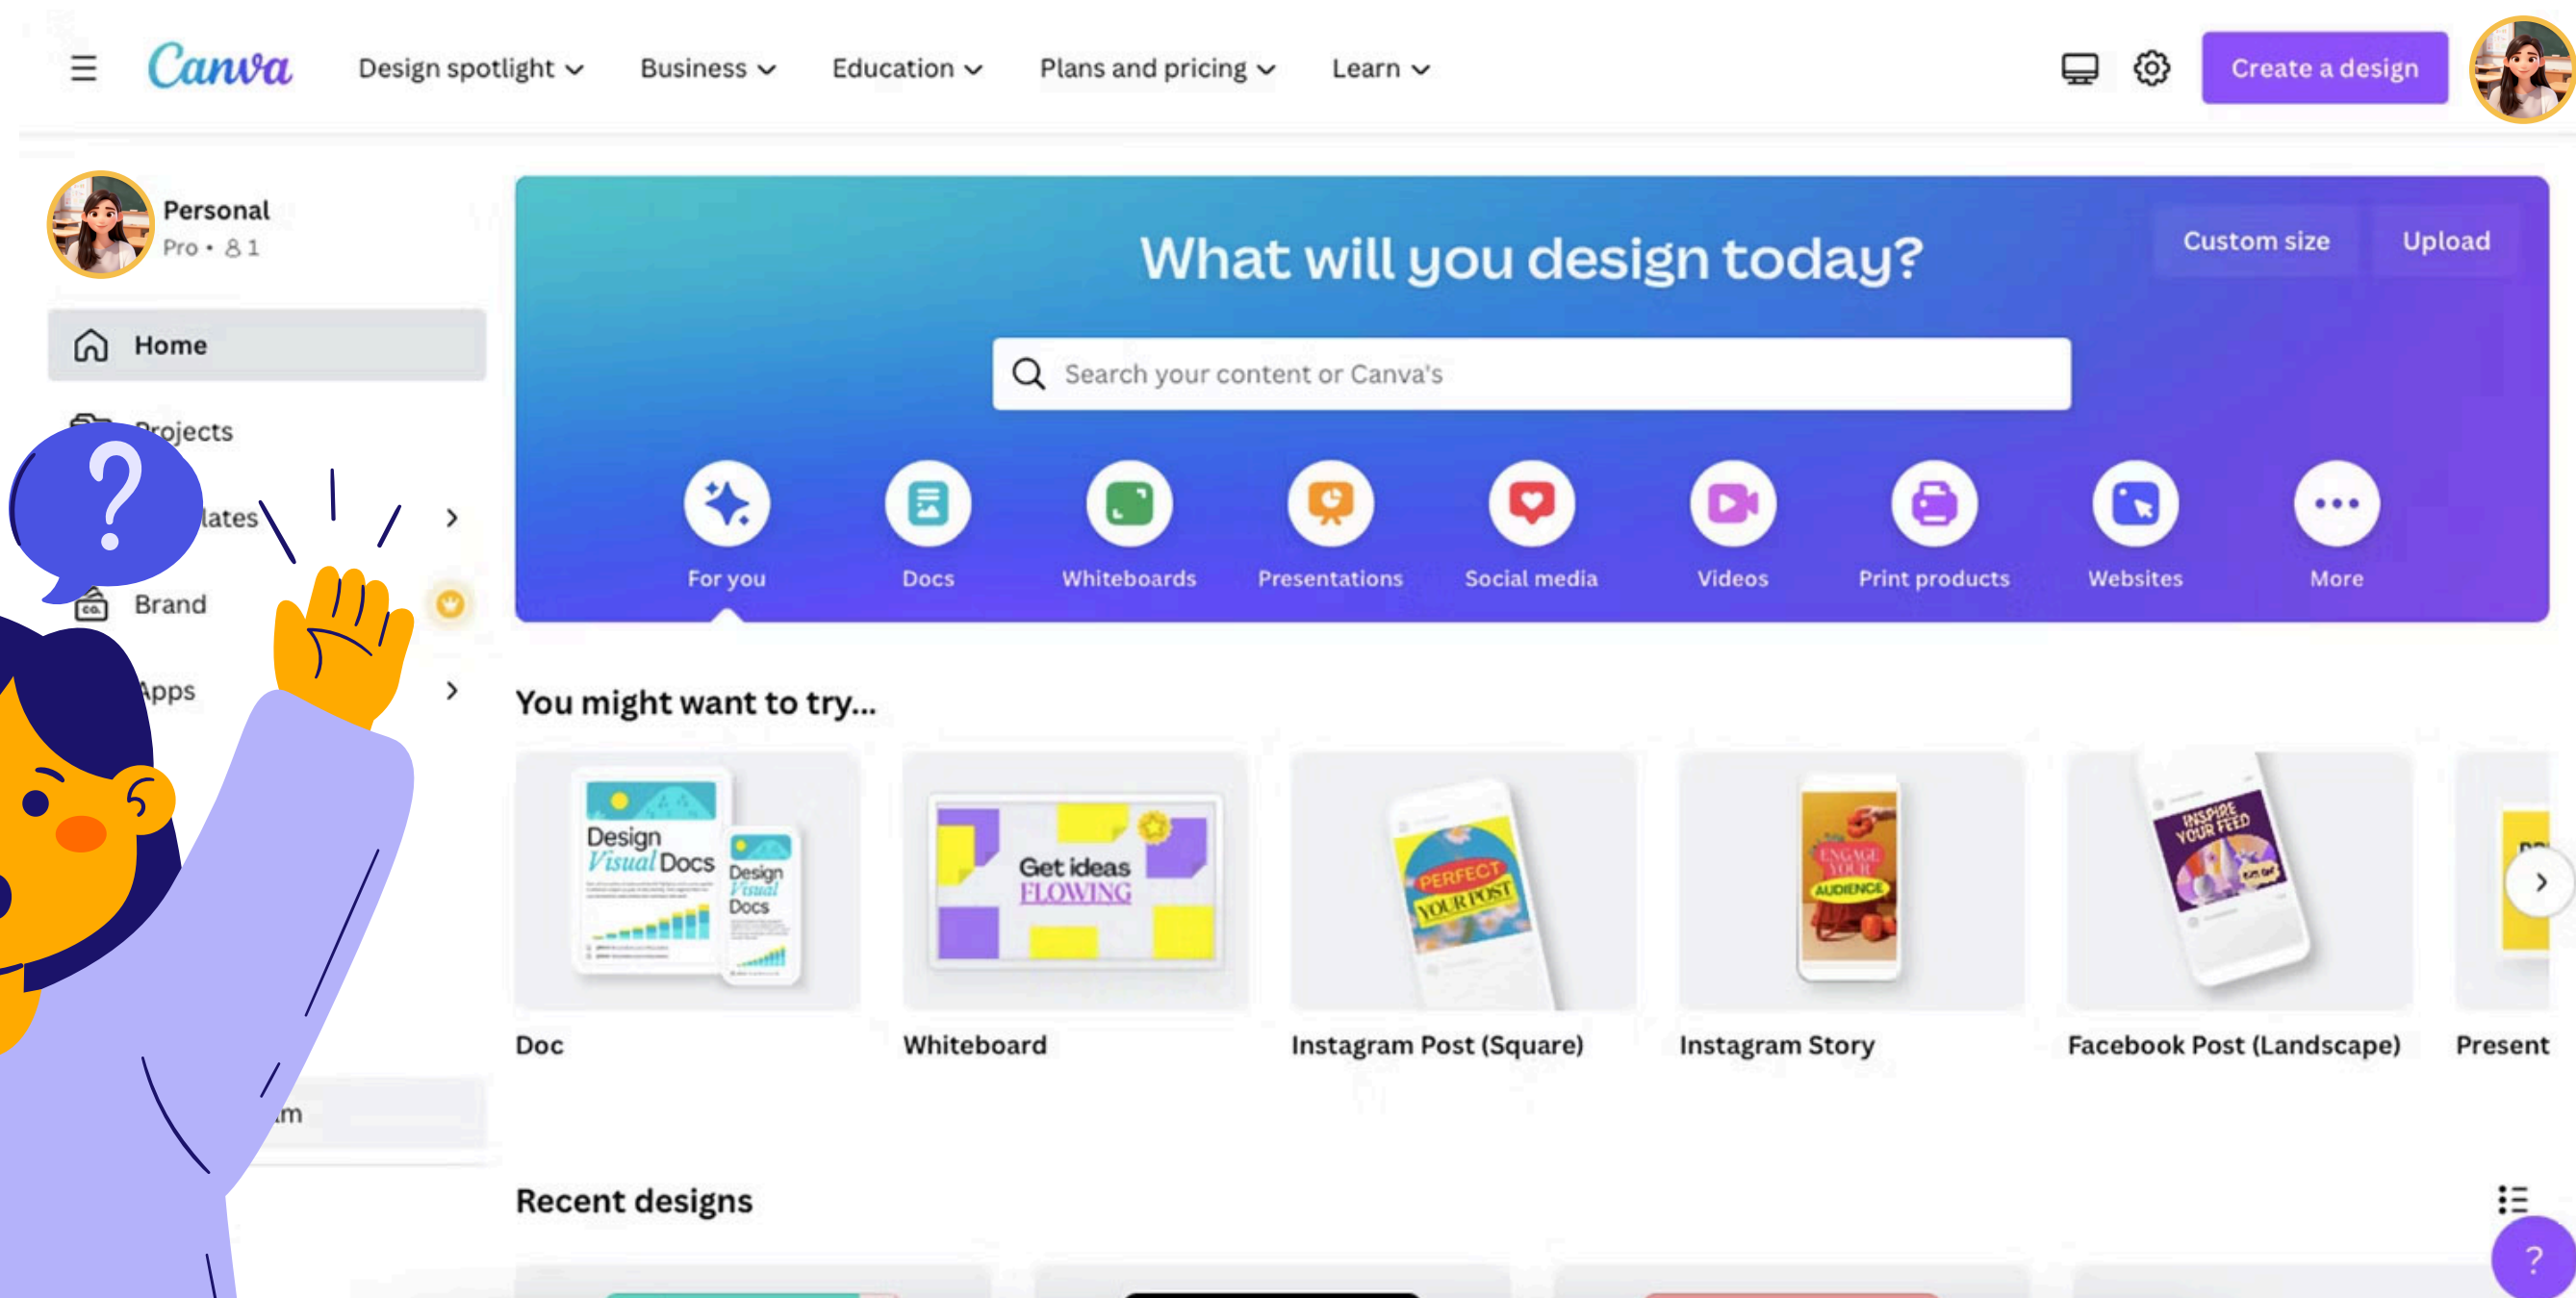 Canva
Design spotlight
Business
Education
Plans and pricing
Learn
Create a design
Personal
Pro • 1
Home
rojects
lates
CO.
Brand
Apps
m
?
What will you design today?
Custom size
Upload
Search your content or Canva's
For you
Docs
Whiteboards
Presentations
Social media
Videos
Print products
Websites
More
You might want to try...
Design
Visual Docs
Design
Visual
Docs
Get ideas
FLOWING
PERFECT
YOUR POST
ENGAGE
YOUR
AUDIENCE
INSPIRE
YOUR FEED
Doc
Whiteboard
Instagram Post (Square)
Instagram Story
Facebook Post (Landscape)
Present
Recent designs
?